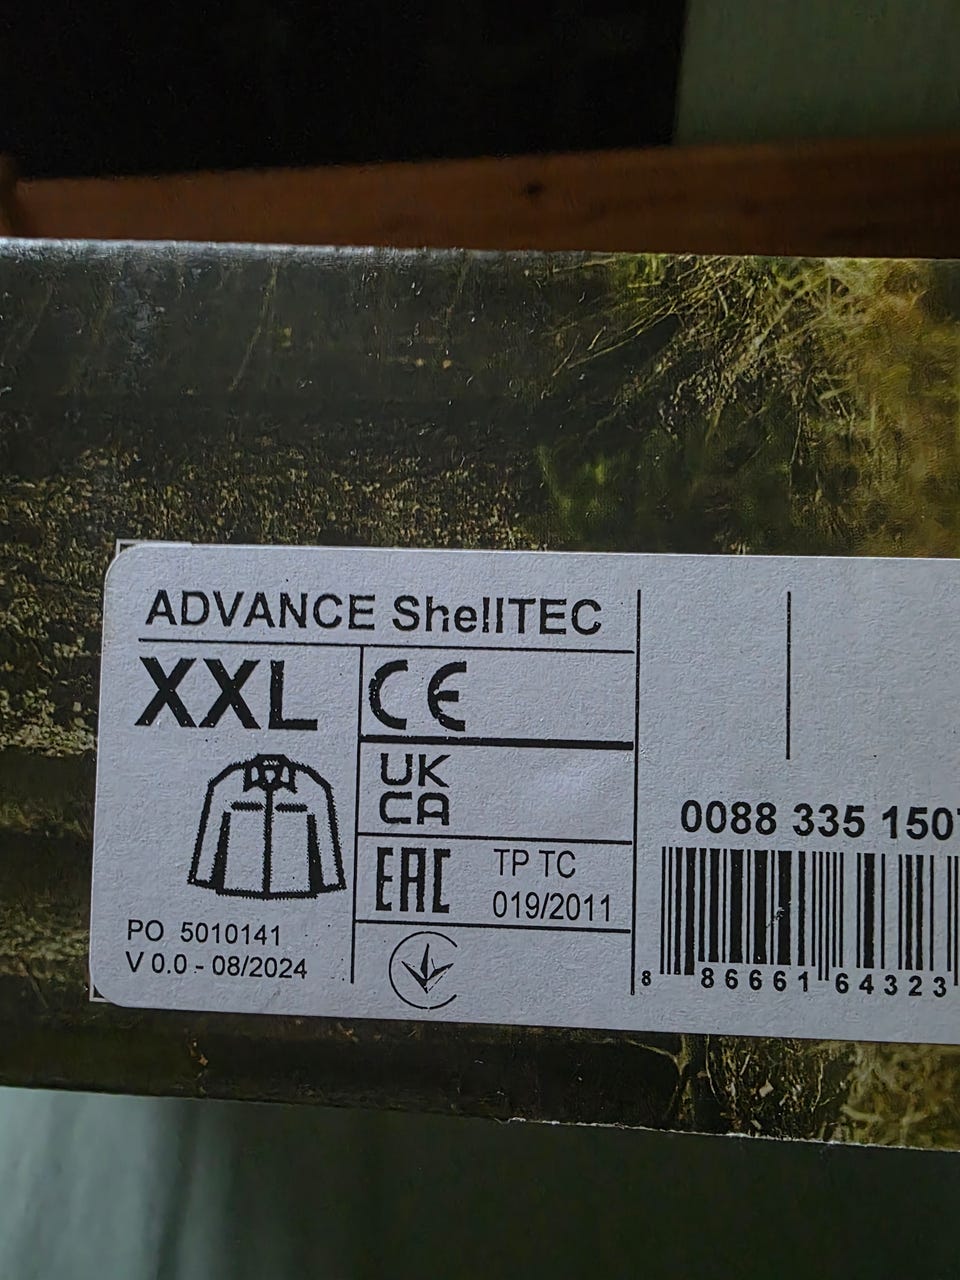 ADVANCE ShellTEC
XXL
CE
UK
CA
EAC
TP TC
019/2011
PO 5010141
V 0.0 - 08/2024
0088 335 150
8 86661 64323